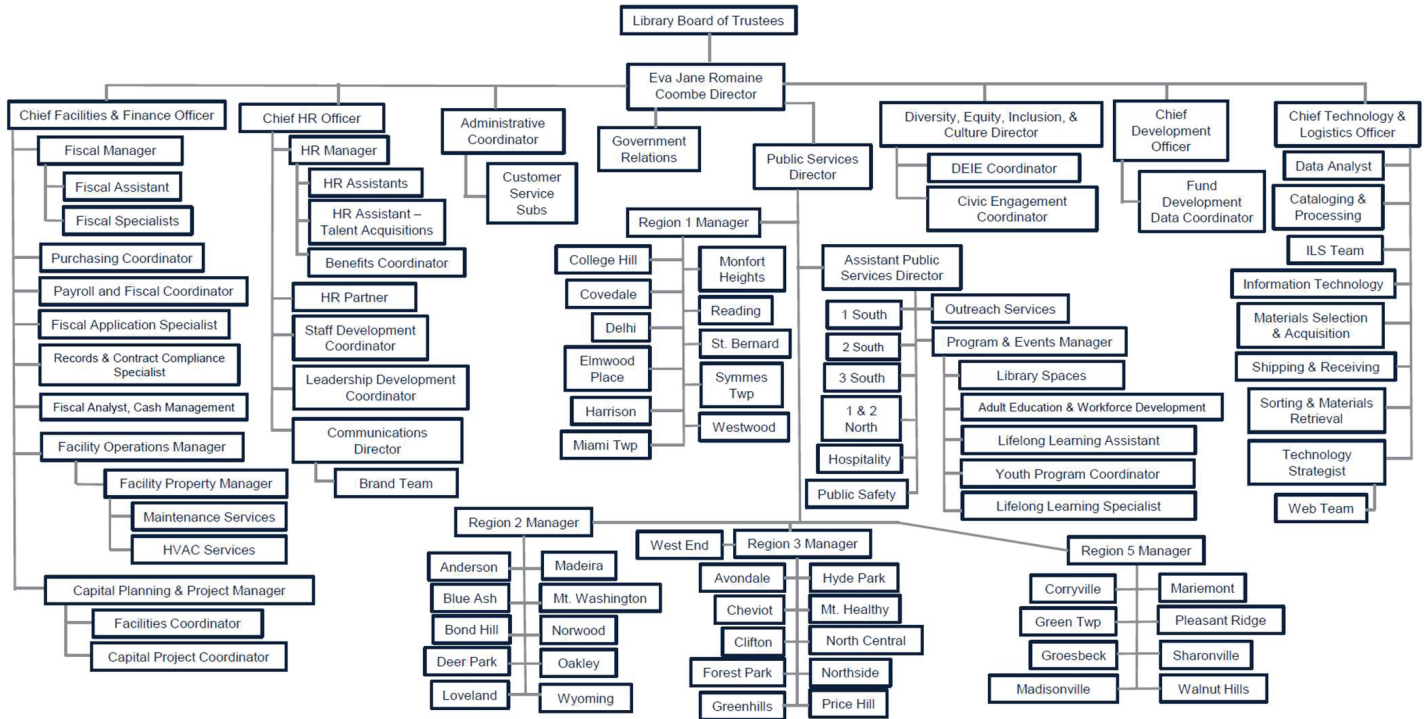 Library Board of Trustees
Eva Jane Romaine
Coombe Director
Chief Facilities & Finance Officer
Fiscal Manager
Fiscal Assistant
Fiscal Specialists
Purchasing Coordinator
Payroll and Fiscal Coordinator
Fiscal Application Specialist
Records & Contract Compliance
Specialist
Fiscal Analyst, Cash Management
Facility Operations Manager
Facility Property Manager
Maintenance Services
HVAC Services
Capital Planning & Project Manager
Facilities Coordinator
Capital Project Coordinator
Chief HR Officer
HR Manager
HR Assistants
HR Assistant –
Talent Acquisitions
Benefits Coordinator
HR Partner
Staff Development
Coordinator
Leadership Development
Coordinator
Communications
Director
Brand Team
Administrative
Coordinator
Customer
Service
Subs
Government
Relations
Public Services
Director
Region 1 Manager
College Hill
Covedale
Delhi
Elmwood
Place
Harrison
Miami Twp
Monfort
Heights
Reading
St. Bernard
Symmes
Twp
Westwood
Assistant Public
Services Director
1 South
2 South
3 South
1 & 2
North
Hospitality
Public Safety
Outreach Services
Program & Events Manager
Library Spaces
Adult Education & Workforce Development
Lifelong Learning Assistant
Youth Program Coordinator
Lifelong Learning Specialist
Region 2 Manager
Anderson
Blue Ash
Bond Hill
Deer Park
Loveland
Madeira
Mt. Washington
Norwood
Oakley
Wyoming
Region 3 Manager
West End
Avondale
Cheviot
Clifton
Forest Park
Greenhills
Hyde Park
Mt. Healthy
North Central
Northside
Price Hill
Region 5 Manager
Corryville
Green Twp
Groesbeck
Madisonville
Mariemont
Pleasant Ridge
Sharonville
Walnut Hills
Diversity, Equity, Inclusion, &
Culture Director
DEIE Coordinator
Civic Engagement
Coordinator
Chief
Development
Officer
Fund
Development
Data Coordinator
Chief Technology &
Logistics Officer
Data Analyst
Cataloging &
Processing
ILS Team
Information Technology
Materials Selection
& Acquisition
Shipping & Receiving
Sorting & Materials
Retrieval
Technology
Strategist
Web Team